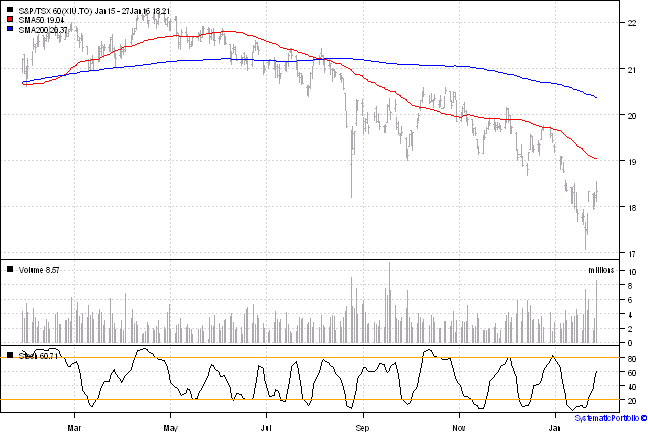 S&P/TSX 60(XIU.TO) Jan15 - 27Jan16 18.21
SMA50 19.04
SMA200 20.37
22
21
20
19
18
17
Volume 8.57
millions
10
8
6
4
2
0
Stoch 60.71
80
60
40
20
Mar
May
Jul
Sep
Nov
Jan
SystematicPortfolio ©